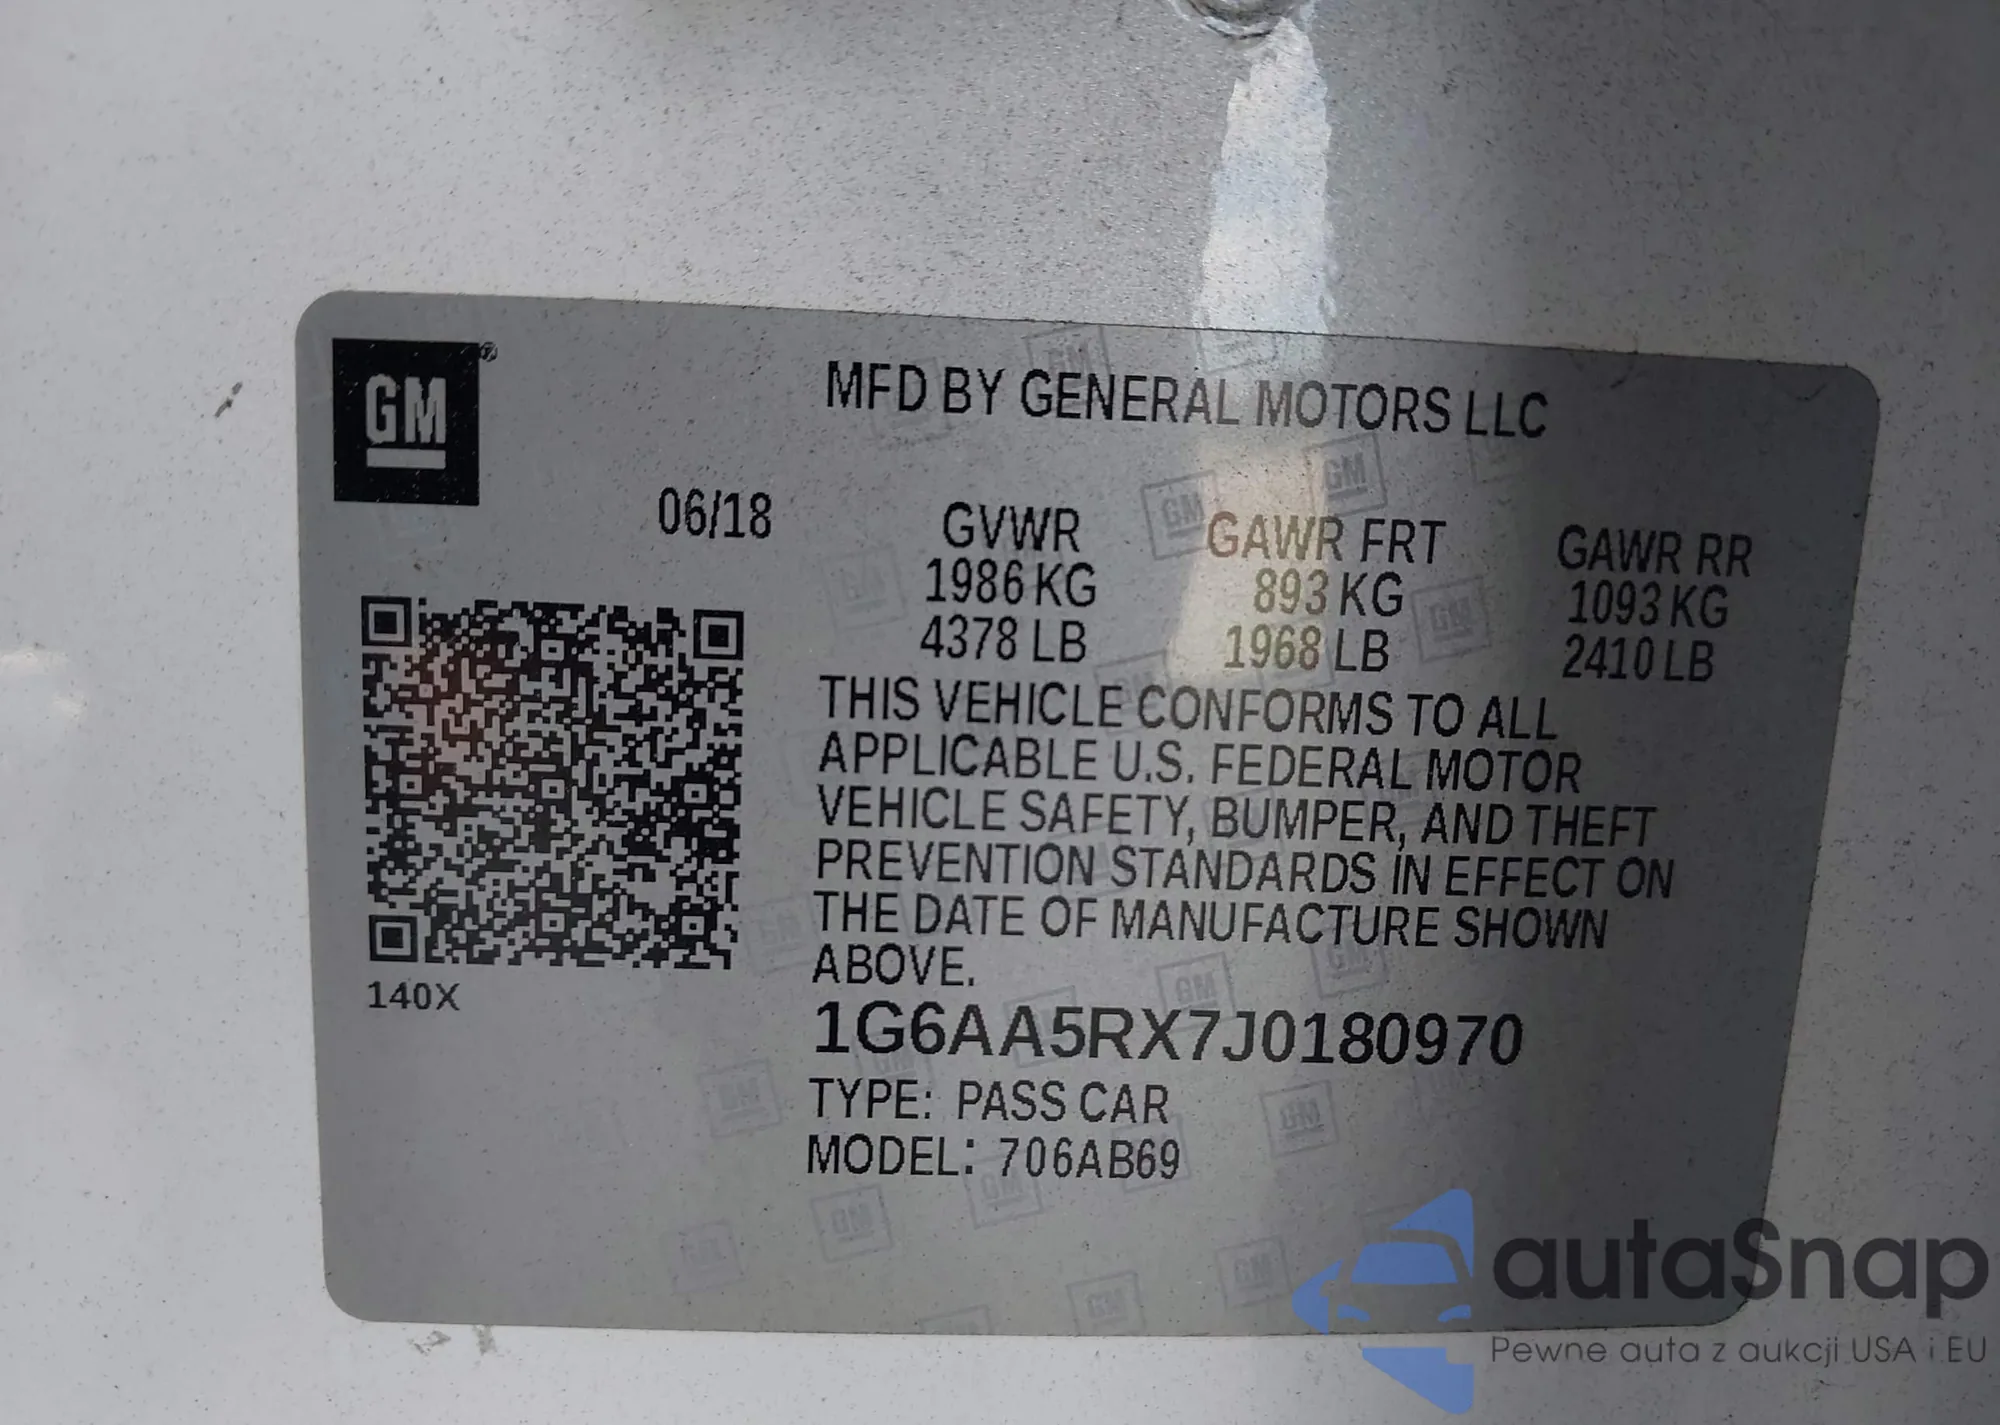 GM
MFD BY GENERAL MOTORS LLC
06/18
GVWR
1986 KG
4378 LB
GAWR FRT
893 KG
1968 LB
GAWR RR
1093 KG
2410 LB
THIS VEHICLE CONFORMS TO ALL
APPLICABLE U.S. FEDERAL MOTOR
VEHICLE SAFETY, BUMPER, AND THEFT
PREVENTION STANDARDS IN EFFECT ON
THE DATE OF MANUFACTURE SHOWN
ABOVE.
140X
1G6AA5RX7J0180970
TYPE: PASS CAR
MODEL: 706AB69
autaSnap
Pewne auta z aukcji USA i EU